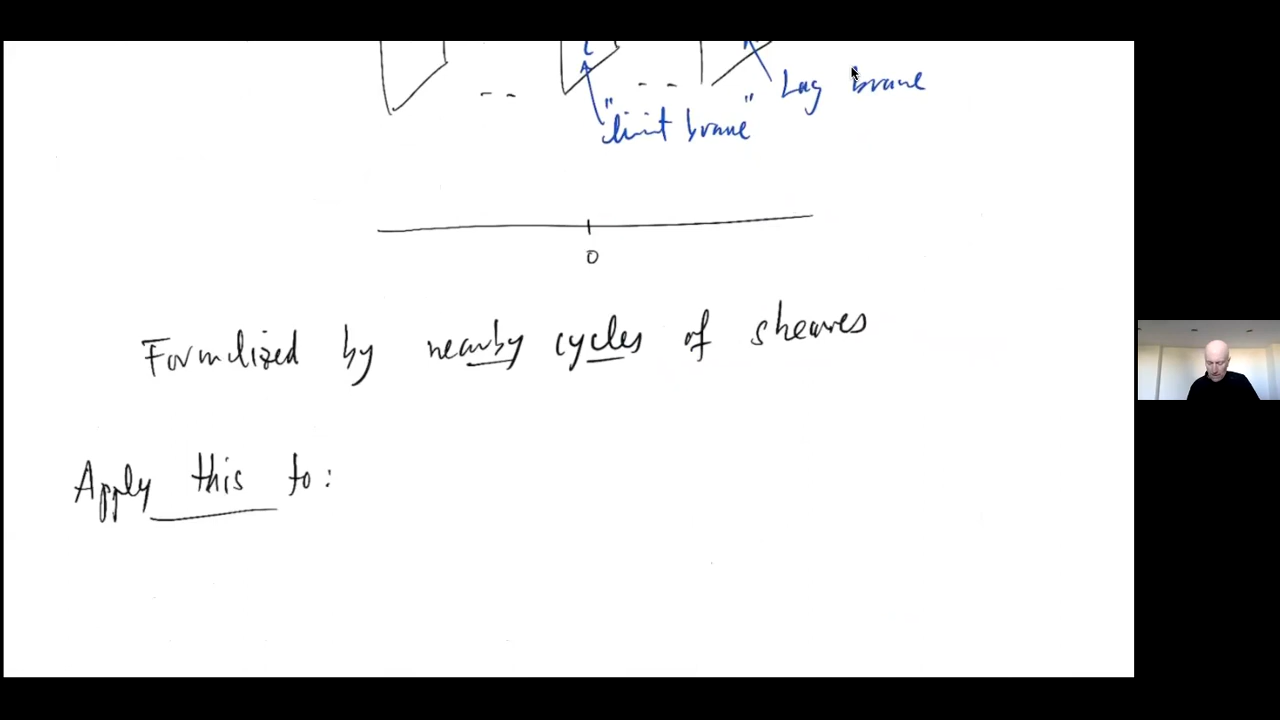 Lag brane
"limit brane"
0
Formalized by nearby cycles of sheaves
Apply this to: